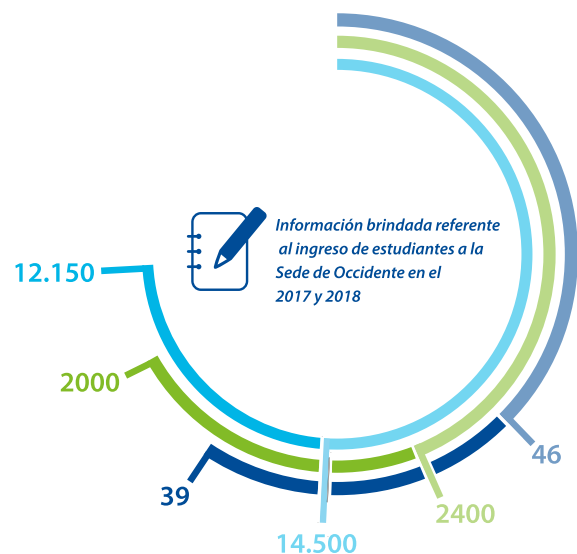 Información brindada referente
al ingreso de estudiantes a la
Sede de Occidente en el
2017 y 2018
12.150
2000
39
14.500
2400
46